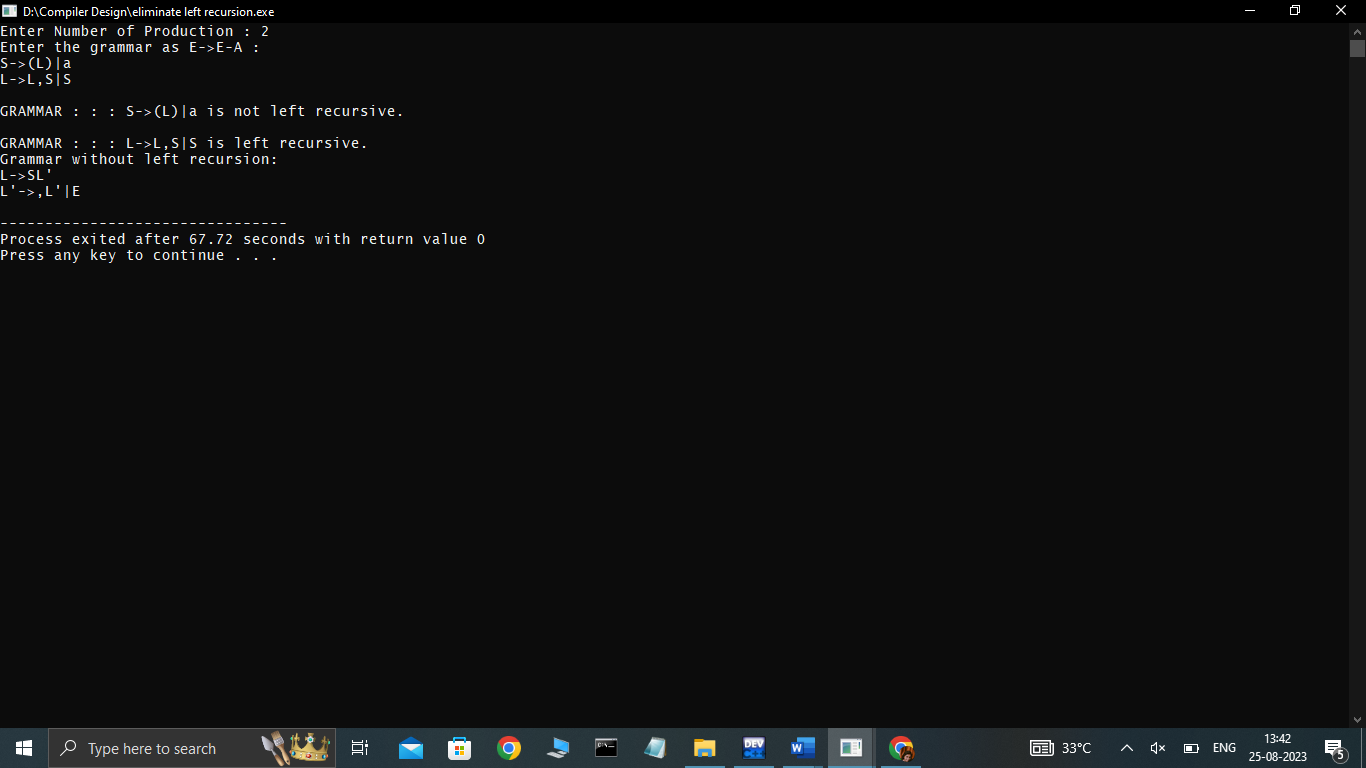 D:\Compiler Design\eliminate left recursion.exe
Enter Number of Production : 2
Enter the grammar as E->E-A :
S->(L)|a
L->L,S|S
GRAMMAR : : : S->(L)|a is not left recursive.
GRAMMAR : : : L->L,S|S is left recursive.
Grammar without left recursion:
L->SL'
L'->,L'|E
--------------------------------
Process exited after 67.72 seconds with return value 0
Press any key to continue . . .
Type here to search
DEV
33°C
ENG
13:42
25-08-2023
5